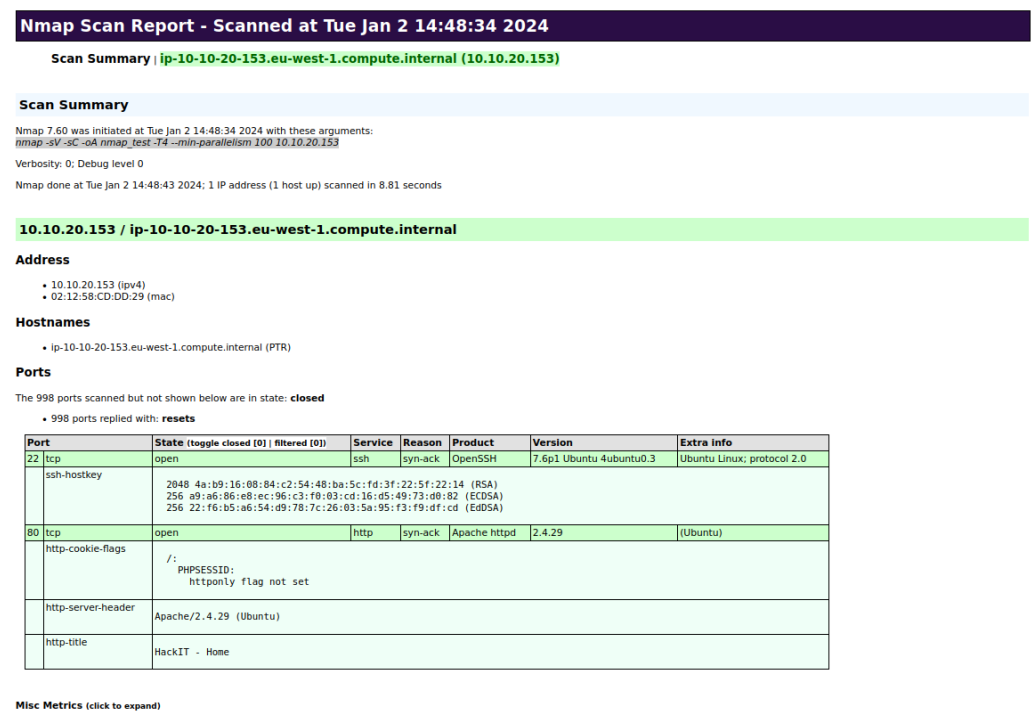 Nmap Scan Report - Scanned at Tue Jan 2 14:48:34 2024
Scan Summary | ip-10-10-20-153.eu-west-1.compute.internal (10.10.20.153)
Scan Summary
Nmap 7.60 was initiated at Tue Jan 2 14:48:34 2024 with these arguments:
nmap -sV -sC -oA nmap_test -T4 --min-parallelism 100 10.10.20.153
Verbosity: 0; Debug level 0
Nmap done at Tue Jan 2 14:48:43 2024; 1 IP address (1 host up) scanned in 8.81 seconds
10.10.20.153 / ip-10-10-20-153.eu-west-1.compute.internal
Address
• 10.10.20.153 (ipv4)
• 02:12:58:CD:DD:29 (mac)
Hostnames
• ip-10-10-20-153.eu-west-1.compute.internal (PTR)
Ports
The 998 ports scanned but not shown below are in state: closed
• 998 ports replied with: resets
Port State (toggle closed [0] | filtered [0]) Service Reason Product Version Extra info
22 tcp open ssh syn-ack OpenSSH 7.6p1 Ubuntu 4ubuntu0.3 Ubuntu Linux; protocol 2.0
ssh-hostkey
2048 4a:b9:16:08:84:c2:54:48:ba:5c:fd:3f:22:5f:22:14 (RSA)
256 a9:a6:86:e8:ec:96:c3:f0:03:cd:16:d5:49:73:d0:82 (ECDSA)
256 22:f6:b5:a6:54:d9:78:7c:26:03:5a:95:f3:f9:df:cd (EdDSA)
80 tcp open http syn-ack Apache httpd 2.4.29 (Ubuntu)
http-cookie-flags
/:
PHPSESSID:
httponly flag not set
http-server-header
Apache/2.4.29 (Ubuntu)
http-title
HackIT - Home
Misc Metrics (click to expand)